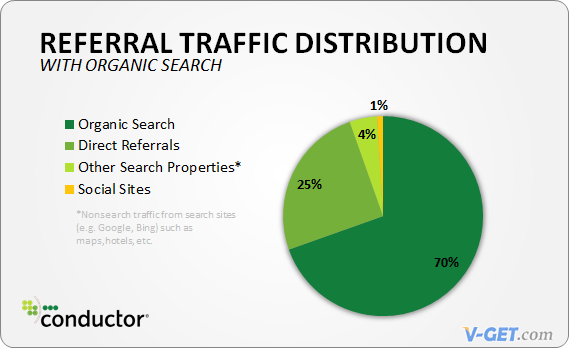 REFERRAL TRAFFIC DISTRIBUTION
WITH ORGANIC SEARCH
Organic Search
Direct Referrals
Other Search Properties*
Social Sites
*Nonsearch traffic from search sites
(e.g. Google, Bing) such as
maps,hotels, etc.
1%
4%
25%
70%
conductor®
V-GET.com